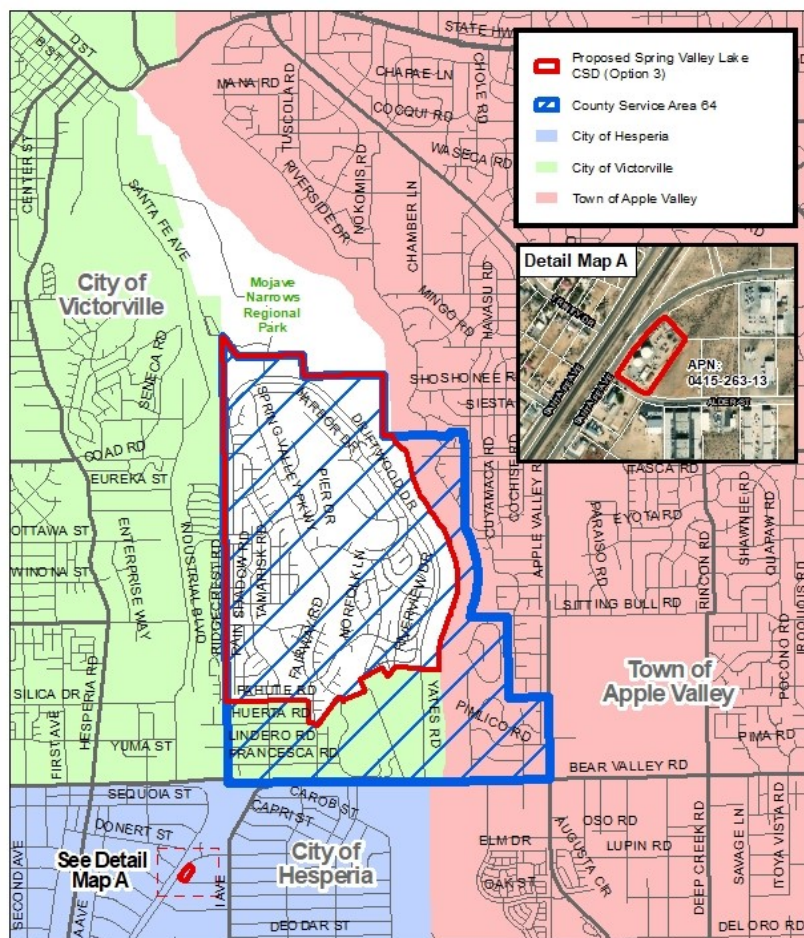 D ST
B ST
STATE HW
MANA RD
TUSCOLA RD
CHAPAE LN
CHOLE RD
COCQUI RD
WASECA RD
CENTER ST
RIVERSIDE DR
NOKOMIS RD
CHAMBER LN
SANTA FE AVE
MINGO RD
HAVASU RD
Proposed Spring Valley Lake
CSD (Option 3)
County Service Area 64
City of Hesperia
City of Victorville
Town of Apple Valley
Detail Map A
APN:
0415-263-13
ALDER ST
City of
Victorville
Mojave
Narrows
Regional
Park
SENECA RD
SHOSHONEE R
SIESTA
HARBOR DR
DRIFTWOOD DR
SPRING VALLEY PKWY
PIER DR
COAD RD
EUREKA ST
OTTAWA ST
WINONA ST
ENTERPRISE WAY
INDUSTRIAL BLVD
RIDGECREST RD
RAIN SHADOW RD
TAMARISK RD
NORFOLK LN
FAIRWAY RD
RIVERVIEW DR
CUYAMACA RD
COCHISE RD
APPLE VALLEY R
ITASCA RD
EYOTA RD
PARAISO RD
RINCON RD
SHAWNEE RD
QUAPAW RD
IROQUOIS RD
SITTING BULL RD
Town of
Apple Valley
POCONO RD
PIMA RD
SILICA DR
HESPERIA RD
FIRST AVE
YUMA ST
PAHUTE RD
HUERTA RD
LINDERO RD
FRANCESCA RD
YATES RD
PIMLICO RD
BEAR VALLEY RD
SEQUOIA ST
CAROB ST
CAPRI ST
DONERT ST
See Detail
Map A
SECOND AVE
A AVE
I AVE
City of
Hesperia
DEODAR ST
ELM DR
OAK ST
AUGUSTA CR
OSO RD
LUPIN RD
DEEP CREEK RD
SAVAGE LN
ITOYA VISTA RD
DEL ORO RD